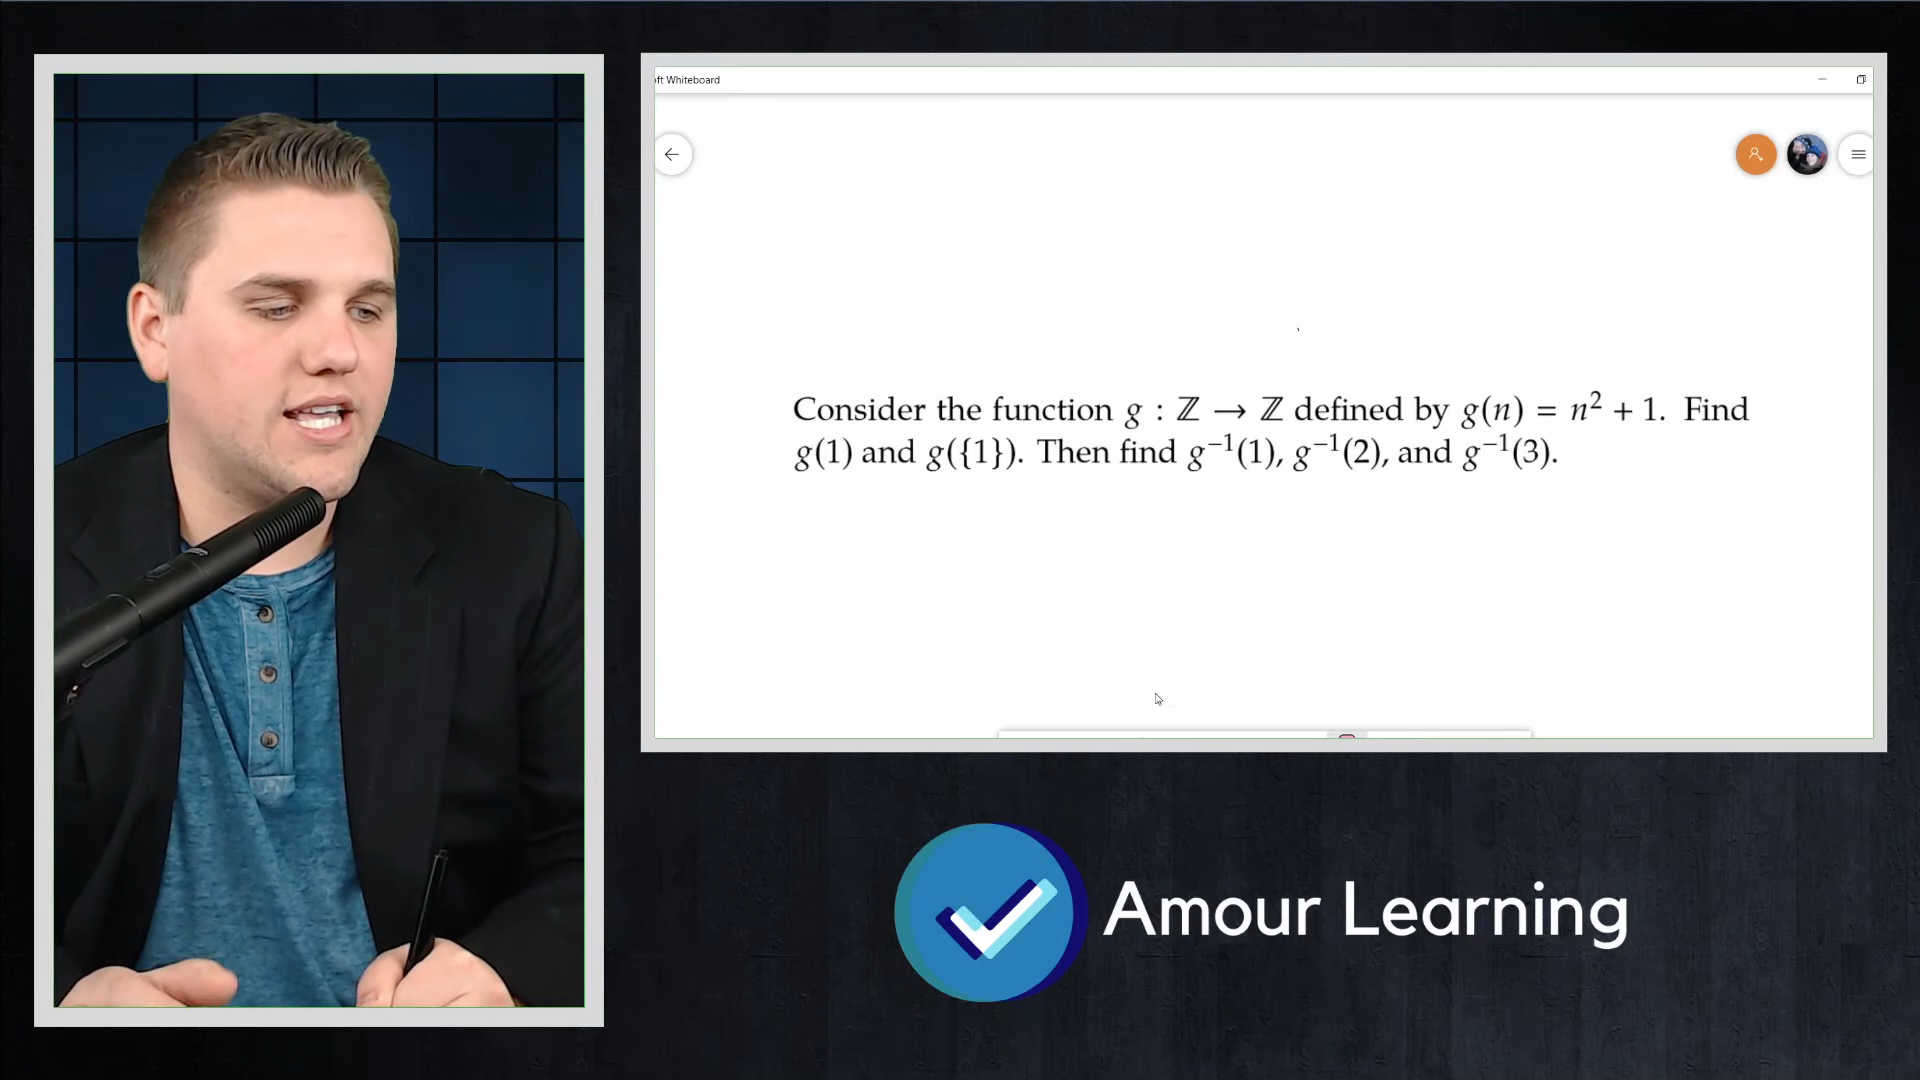 ft Whiteboard
Consider the function g : ℤ → ℤ defined by g(n) = n² + 1. Find
g(1) and g({1}). Then find g⁻¹(1), g⁻¹(2), and g⁻¹(3).
Amour Learning